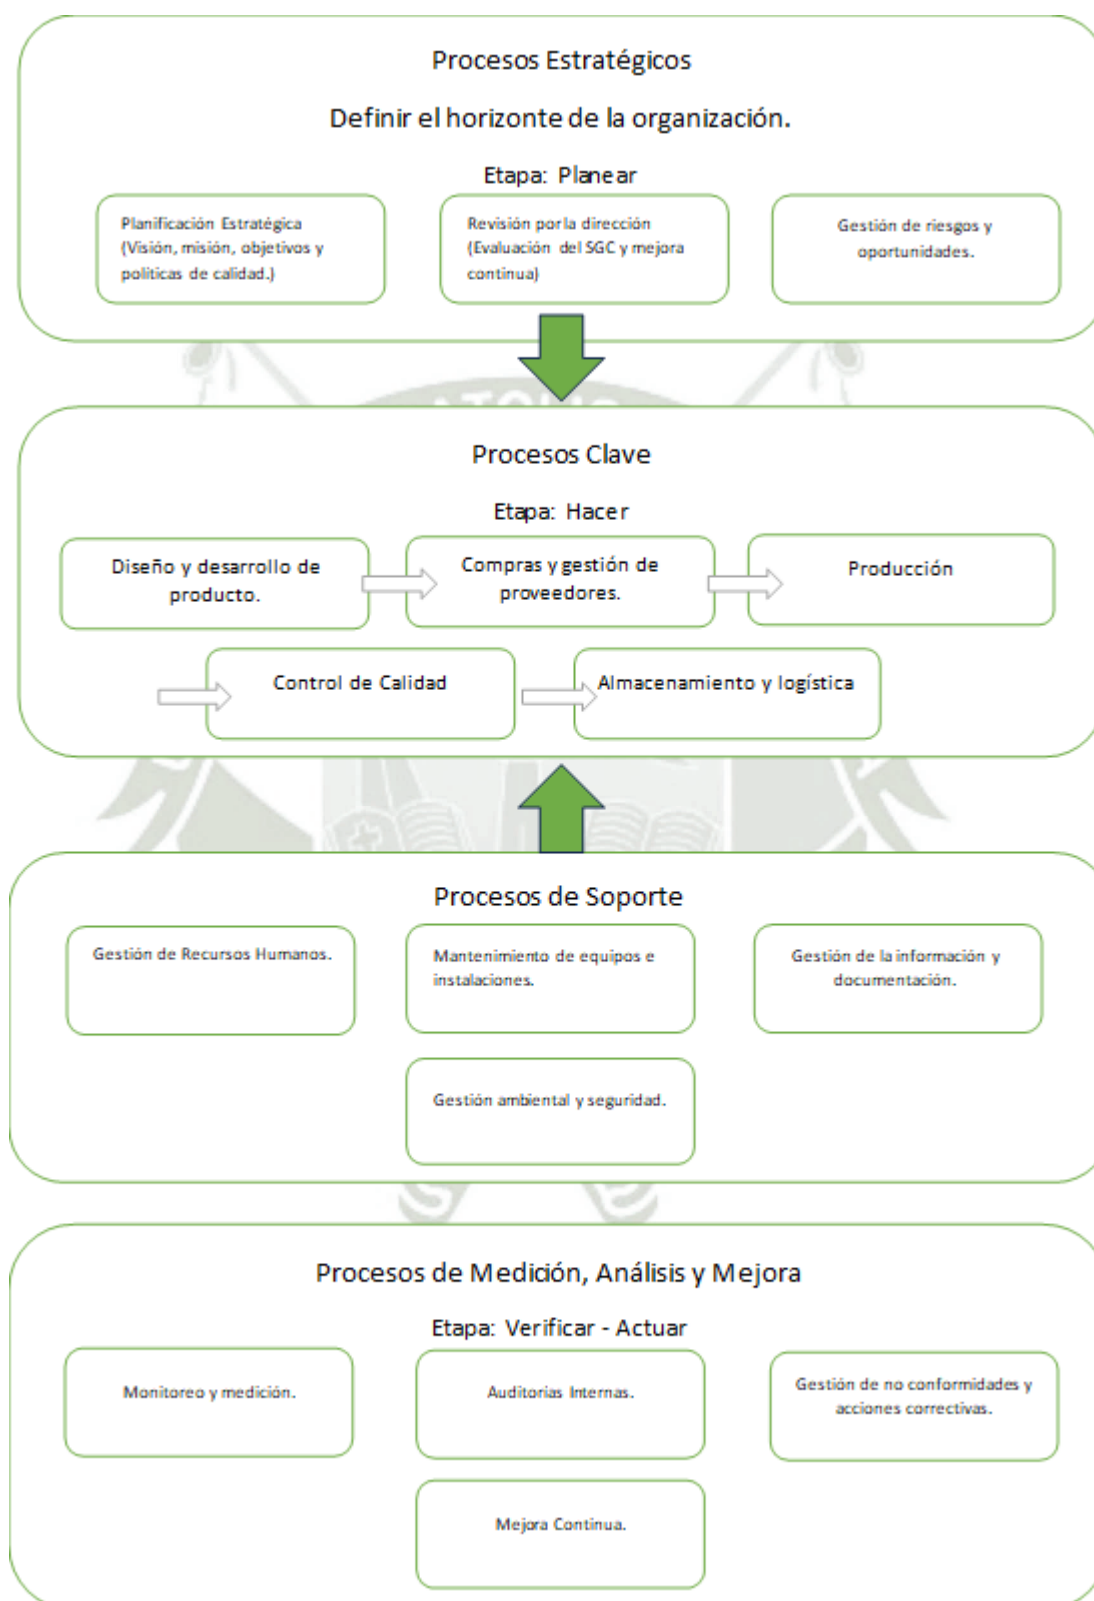 Procesos Estratégicos
Definir el horizonte de la organización.
Etapa: Planear
Planificación Estratégica
(Visión, misión, objetivos y
políticas de calidad.)
Revisión por la dirección
(Evaluación del SGC y mejora
continua)
Gestión de riesgos y
oportunidades.
ATOLIC
Procesos Clave
Etapa: Hacer
Diseño y desarrollo de
producto.
Compras y gestión de
proveedores.
Producción
Control de Calidad
Almacenamiento y logística
Procesos de Soporte
Gestión de Recursos Humanos.
Mantenimiento de equipos e
instalaciones.
Gestión de la información y
documentación.
Gestión ambiental y seguridad.
Procesos de Medición, Análisis y Mejora
Etapa: Verificar - Actuar
Monitoreo y medición.
Auditorias Internas.
Gestión de no conformidades y
acciones correctivas.
Mejora Continua.